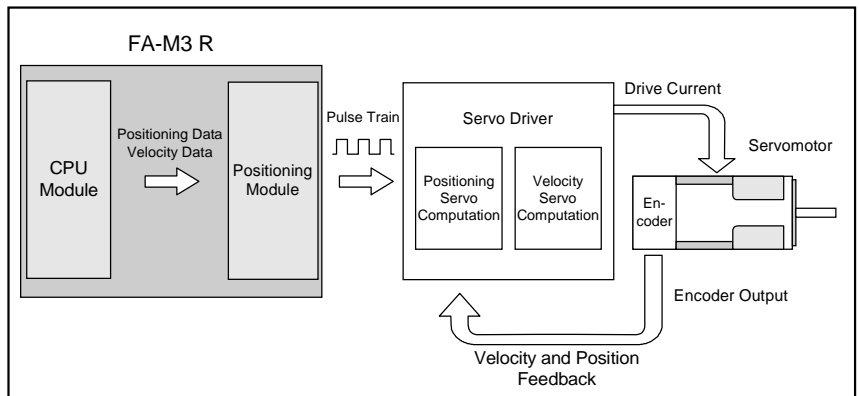 FA-M3 R
CPU
Module
Positioning Data
Velocity Data
Positioning
Module
Pulse Train
Servo Driver
Positioning
Servo
Computation
Velocity
Servo
Computation
Drive Current
Servomotor
En-
coder
Encoder Output
Velocity and Position
Feedback